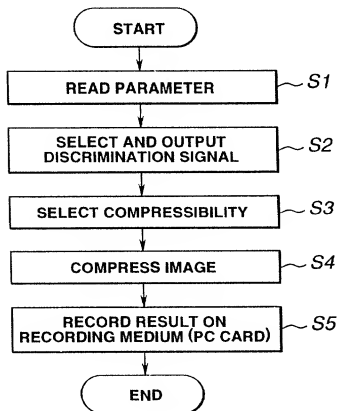 START
READ PARAMETER
S1
SELECT AND OUTPUT
DISCRIMINATION SIGNAL
S2
SELECT COMPRESSIBILITY
S3
COMPRESS IMAGE
S4
RECORD RESULT ON
RECORDING MEDIUM (PC CARD)
S5
END